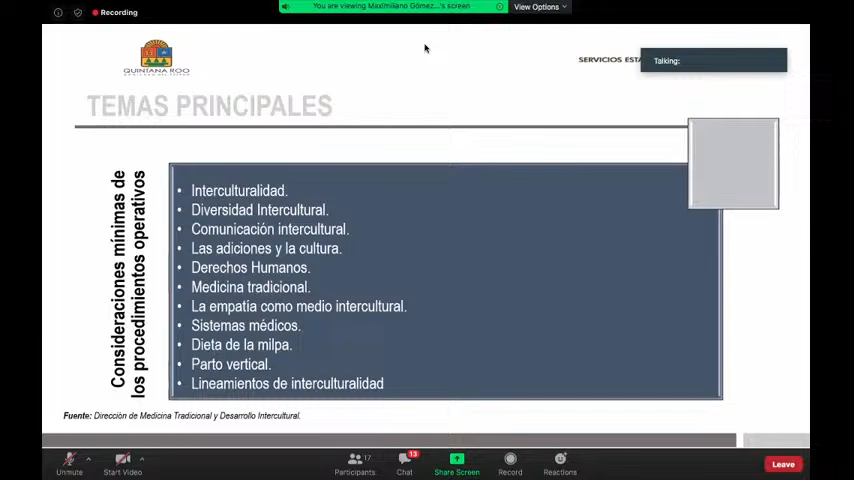 Recording
You are viewing Maximiliano Gómez...'s screen
View Options
QUINTANA ROO
SERVICIOS ESTA
Talking:
TEMAS PRINCIPALES
Consideraciones mínimas de
los procedimientos operativos
• Interculturalidad.
• Diversidad Intercultural.
• Comunicación intercultural.
• Las adiciones y la cultura.
• Derechos Humanos.
• Medicina tradicional.
• La empatía como medio intercultural.
• Sistemas médicos.
• Dieta de la milpa.
• Parto vertical.
• Lineamientos de interculturalidad
Fuente: Dirección de Medicina Tradicional y Desarrollo Intercultural.
Unmute
Start Video
Participants
17
Chat
13
Share Screen
Record
Reactions
Leave